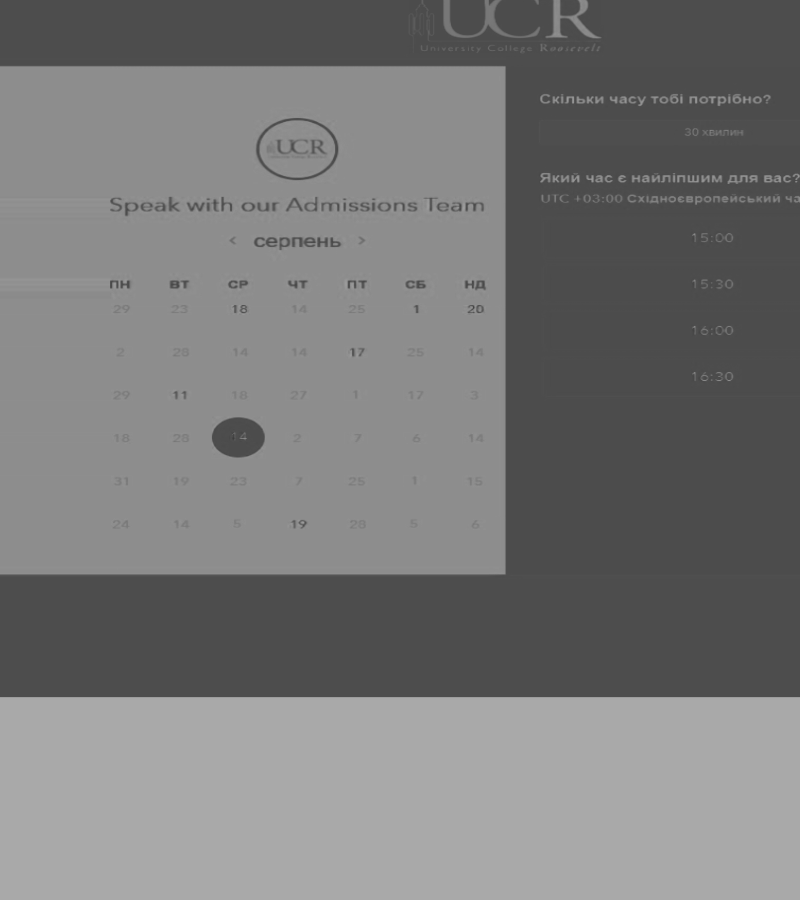 UCR
University College Roosevelt
UCR
Speak with our Admissions Team
< серпень >
ПН ВТ СР ЧТ ПТ СБ НД
29 23 18 14 25 1 20
2 28 14 14 17 25 14
29 11 18 27 1 17 3
18 28 14 2 7 6 14
31 19 23 7 25 1 15
24 14 5 19 28 5 6
Скільки часу тобі потрібно?
30 хвилин
Який час є найліпшим для вас?
UTC +03:00 Східноєвропейський ча
15:00
15:30
16:00
16:30